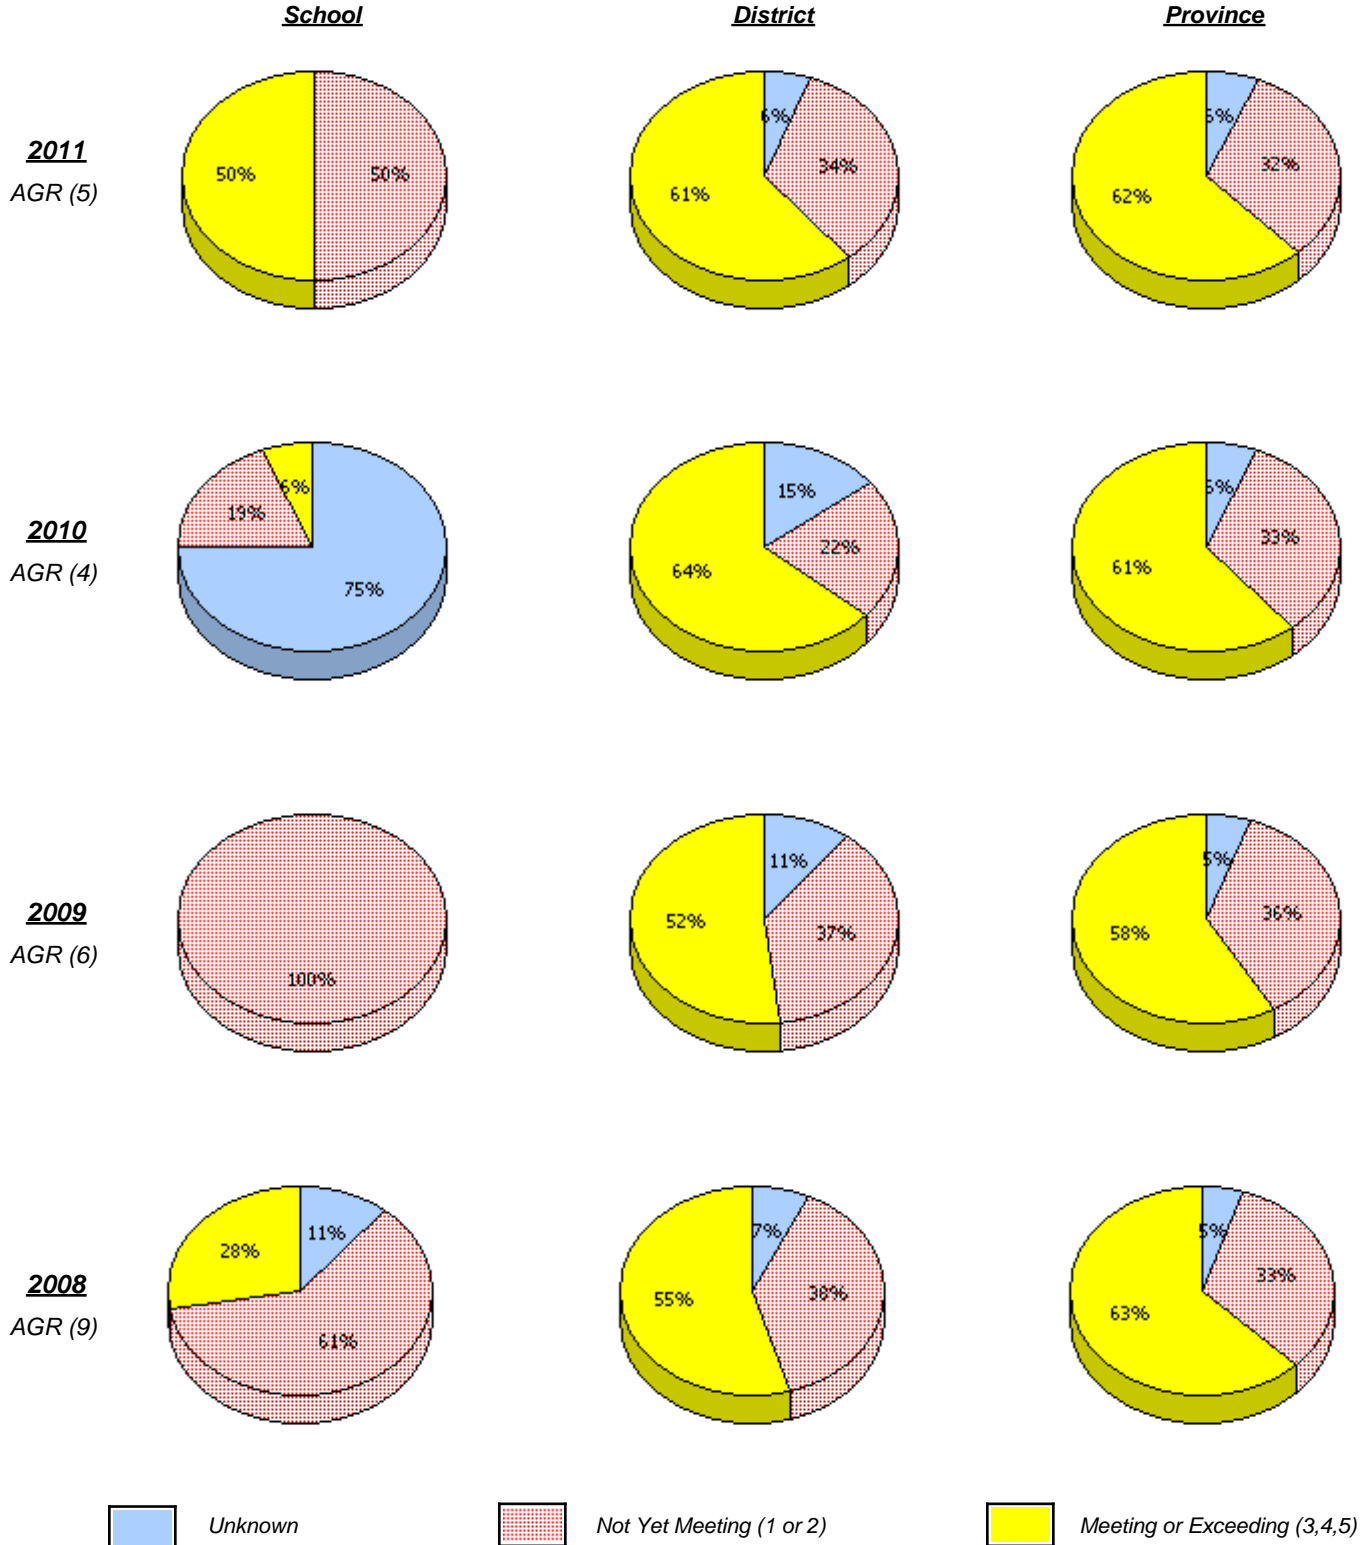 School District Province
2011
AGR (5)
50% 50%
6% 34% 61%
6% 32% 62%
2010
AGR (4)
6% 19% 75%
15% 22% 64%
6% 33% 61%
2009
AGR (6)
100%
11% 52% 37%
5% 36% 58%
2008
AGR (9)
11% 28% 61%
7% 38% 55%
5% 33% 63%
Unknown Not Yet Meeting (1 or 2) Meeting or Exceeding (3,4,5)